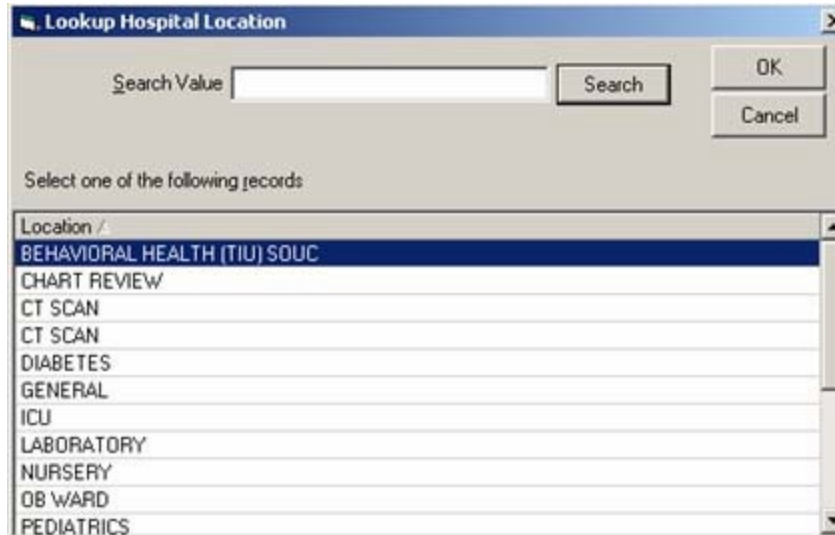 Lookup Hospital Location
Search Value Search OK
Cancel
Select one of the following records
Location
BEHAVIORAL HEALTH (TIU) SOUC
CHART REVIEW
CT SCAN
CT SCAN
DIABETES
GENERAL
ICU
LABORATORY
NURSERY
OB WARD
PEDIATRICS